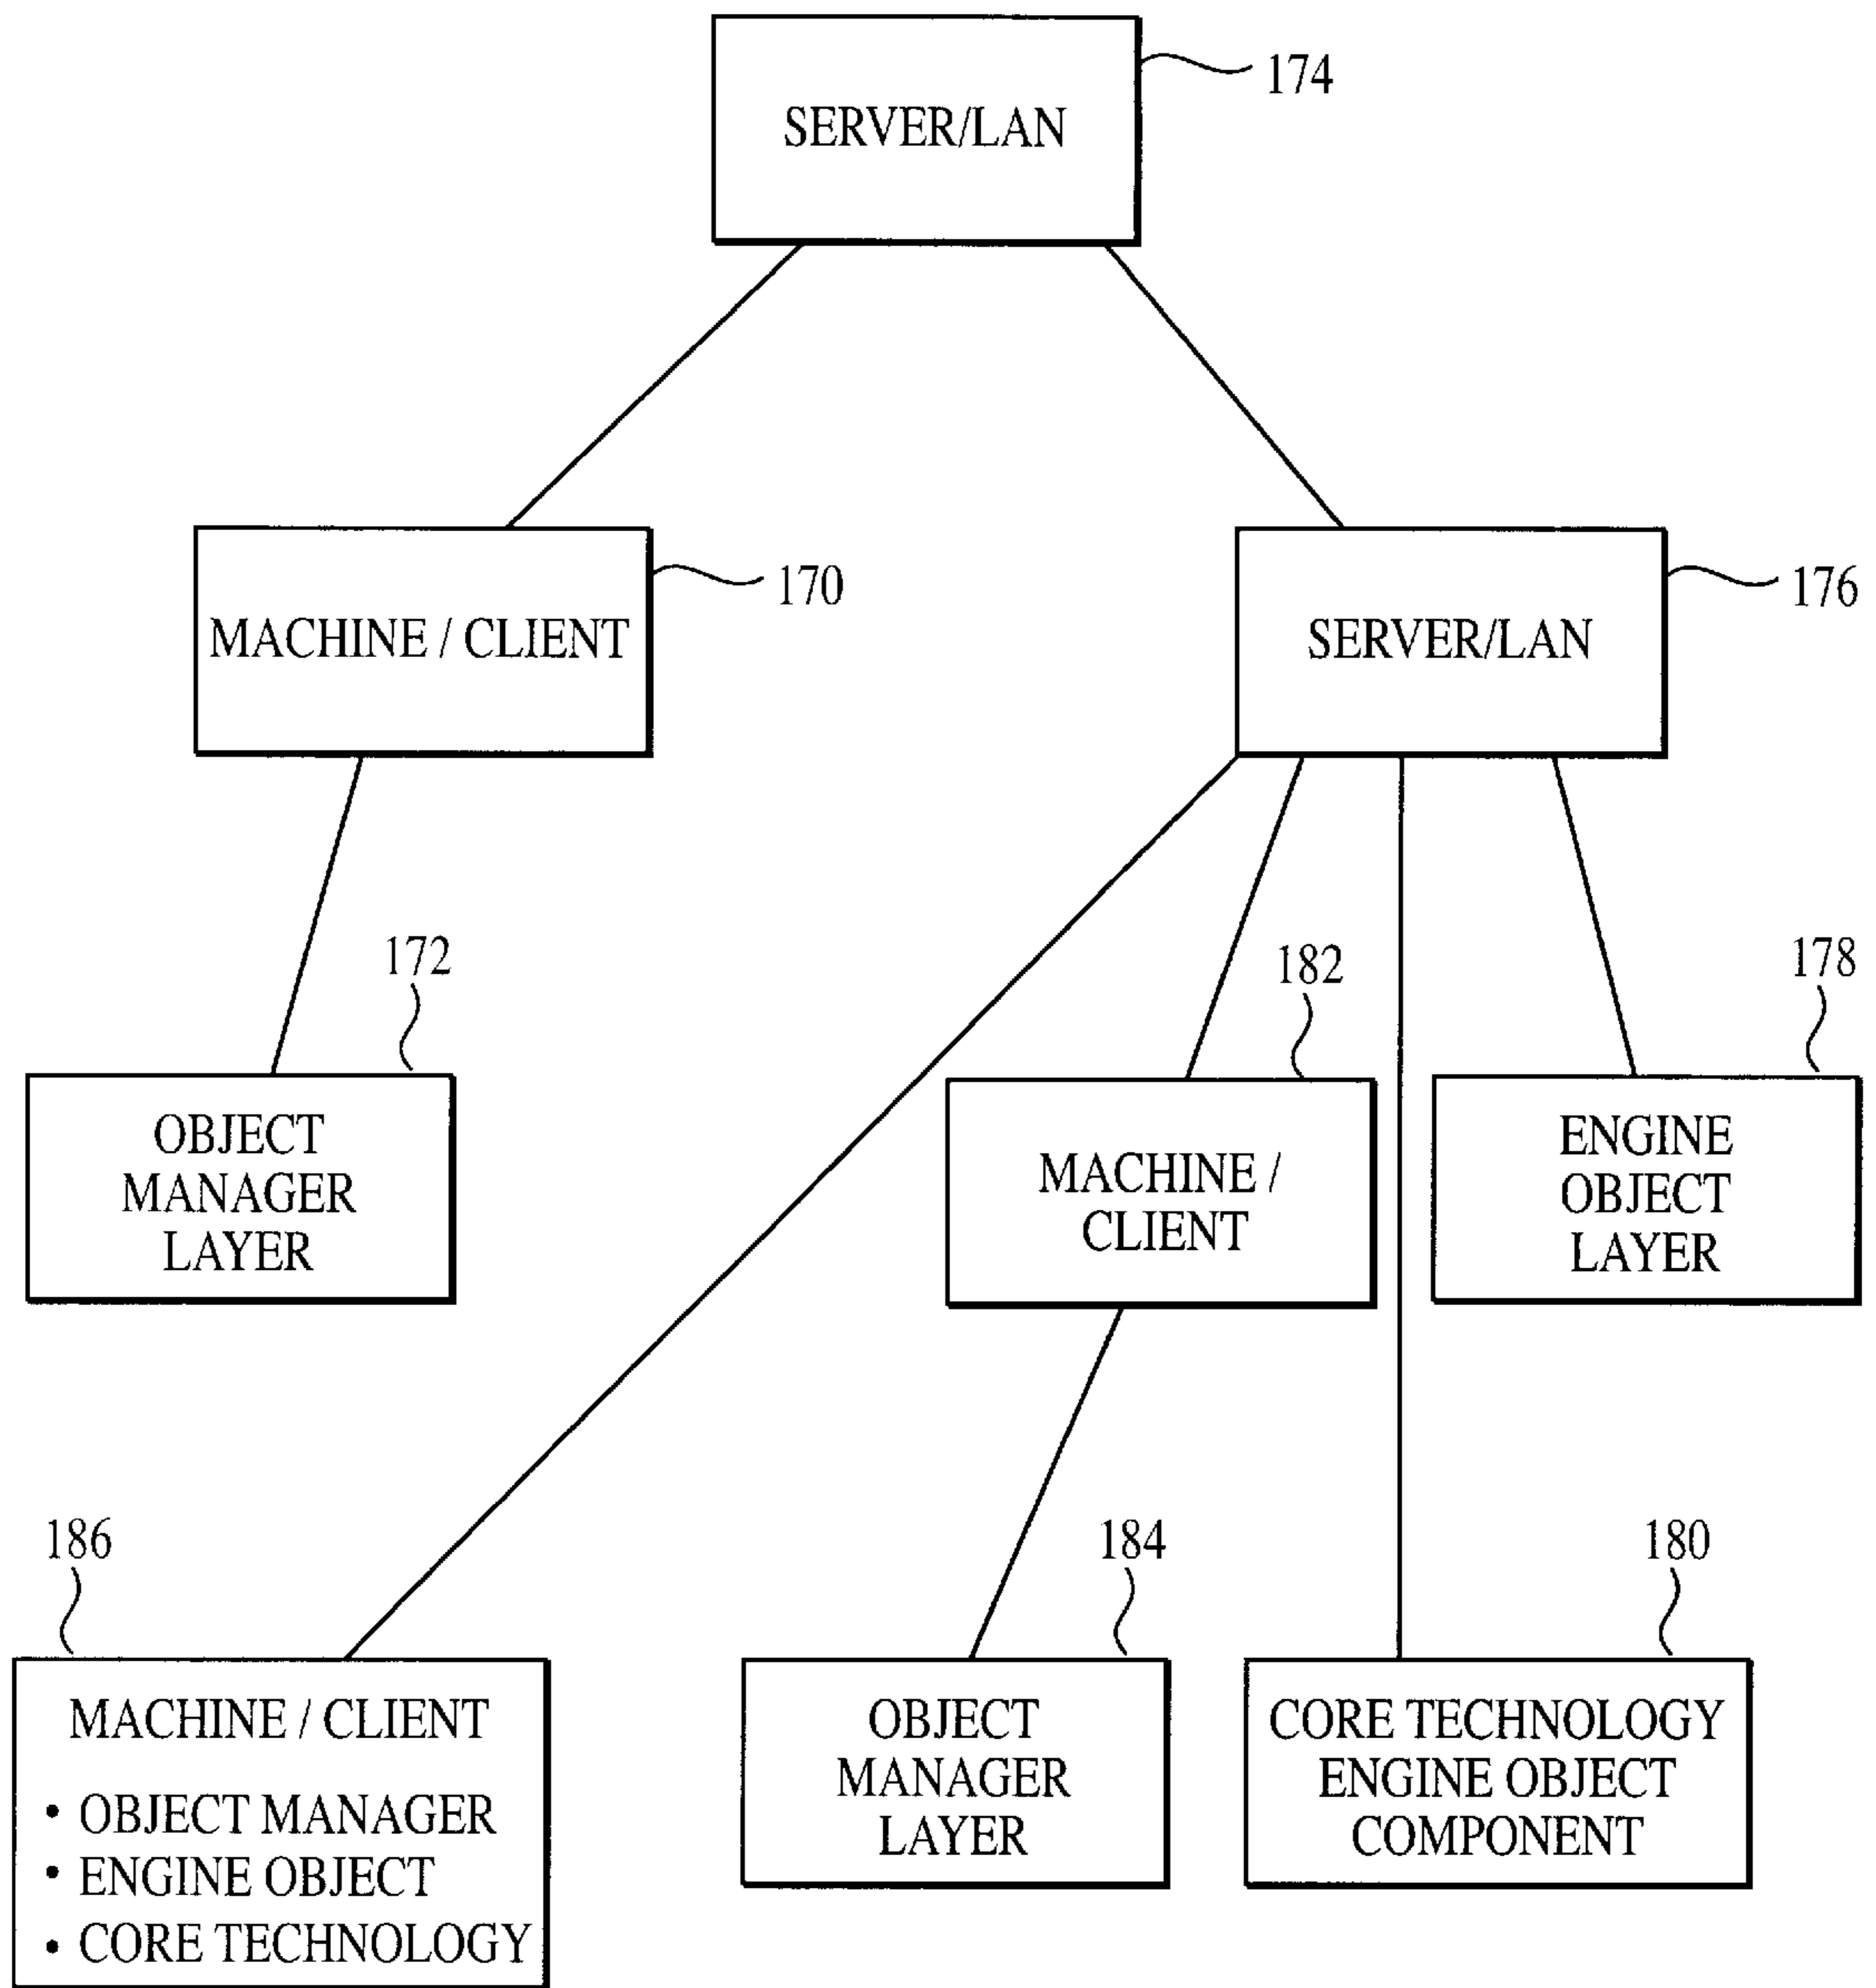 SERVER/LAN
174
MACHINE / CLIENT
170
SERVER/LAN
176
172
OBJECT
MANAGER
LAYER
182
MACHINE /
CLIENT
178
ENGINE
OBJECT
LAYER
186
MACHINE / CLIENT
• OBJECT MANAGER
• ENGINE OBJECT
• CORE TECHNOLOGY
184
OBJECT
MANAGER
LAYER
180
CORE TECHNOLOGY
ENGINE OBJECT
COMPONENT